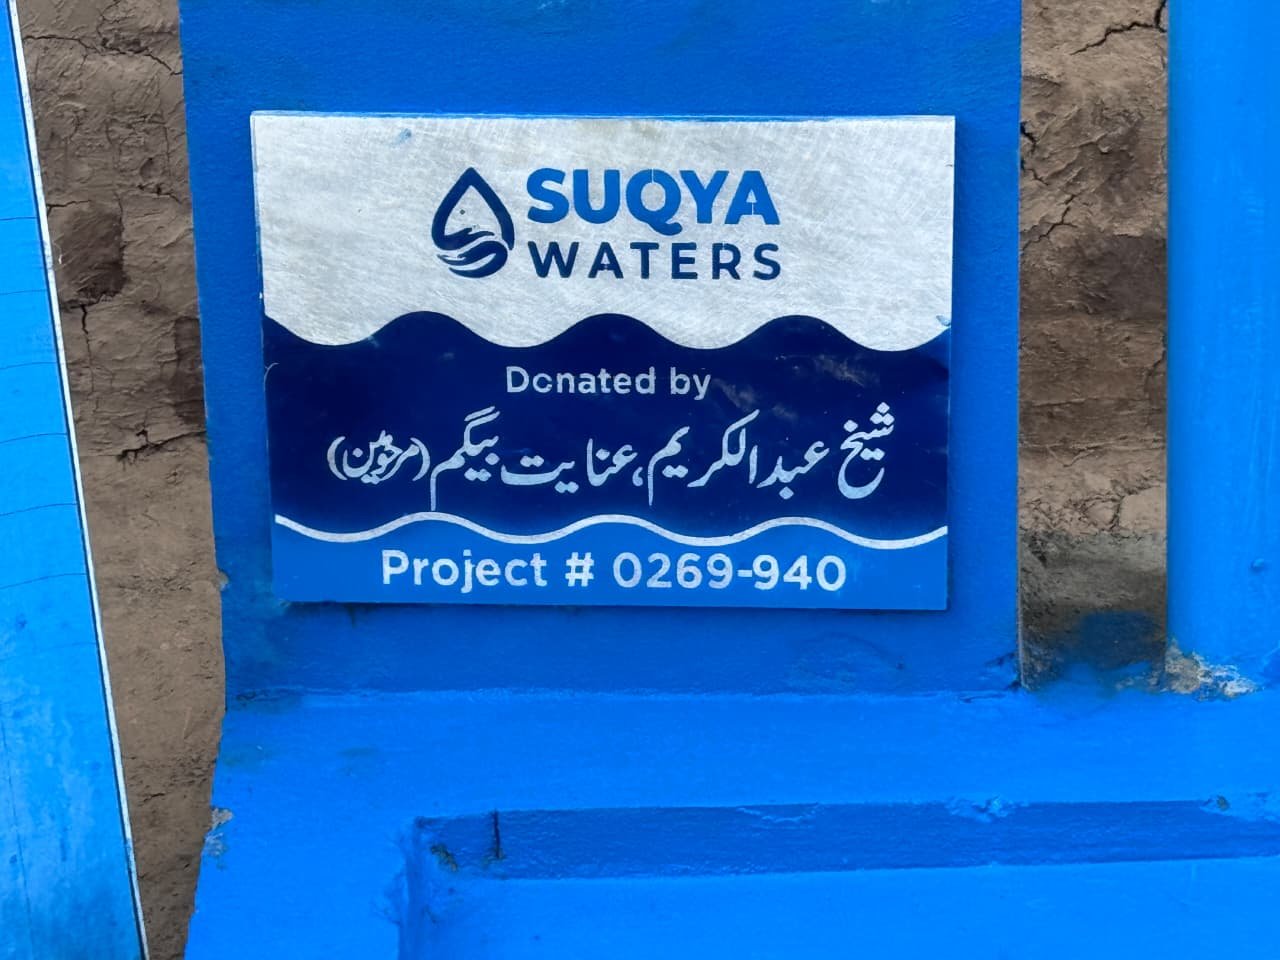 SUQYA
WATERS
Donated by
شیخ عبدالکریم، عنایت بیگم (مرحومین)
Project # 0269-940